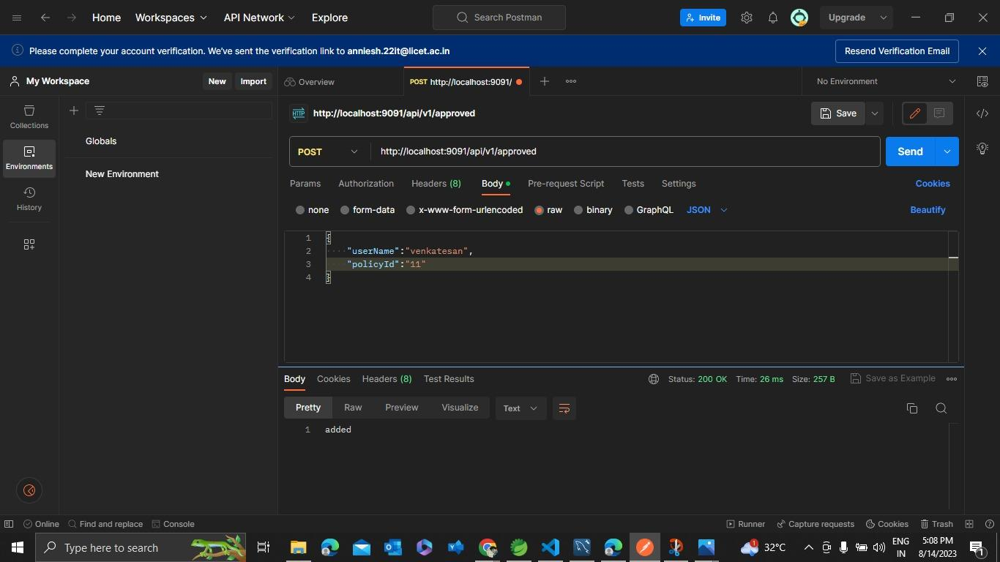 Home Workspaces API Network Explore Search Postman Invite Upgrade
Please complete your account verification. We've sent the verification link to anniesh.22it@licet.ac.in Resend Verification Email
My Workspace New Import Overview POST http://localhost:9091/ No Environment
Collections
Environments
History
Globals
New Environment
HTTP http://localhost:9091/api/v1/approved Save
POST http://localhost:9091/api/v1/approved Send
Params Authorization Headers (8) Body Pre-request Script Tests Settings Cookies
none form-data x-www-form-urlencoded raw binary GraphQL JSON Beautify
1 {
2 "userName":"venkatesan",
3 "policyId":"11"
4 }
Body Cookies Headers (8) Test Results Status: 200 OK Time: 26 ms Size: 257 B Save as Example
Pretty Raw Preview Visualize Text
1 added
Online Find and replace Console Runner Capture requests Cookies Trash
Type here to search 1 32°C ENG IN 5:08 PM 8/14/2023 1